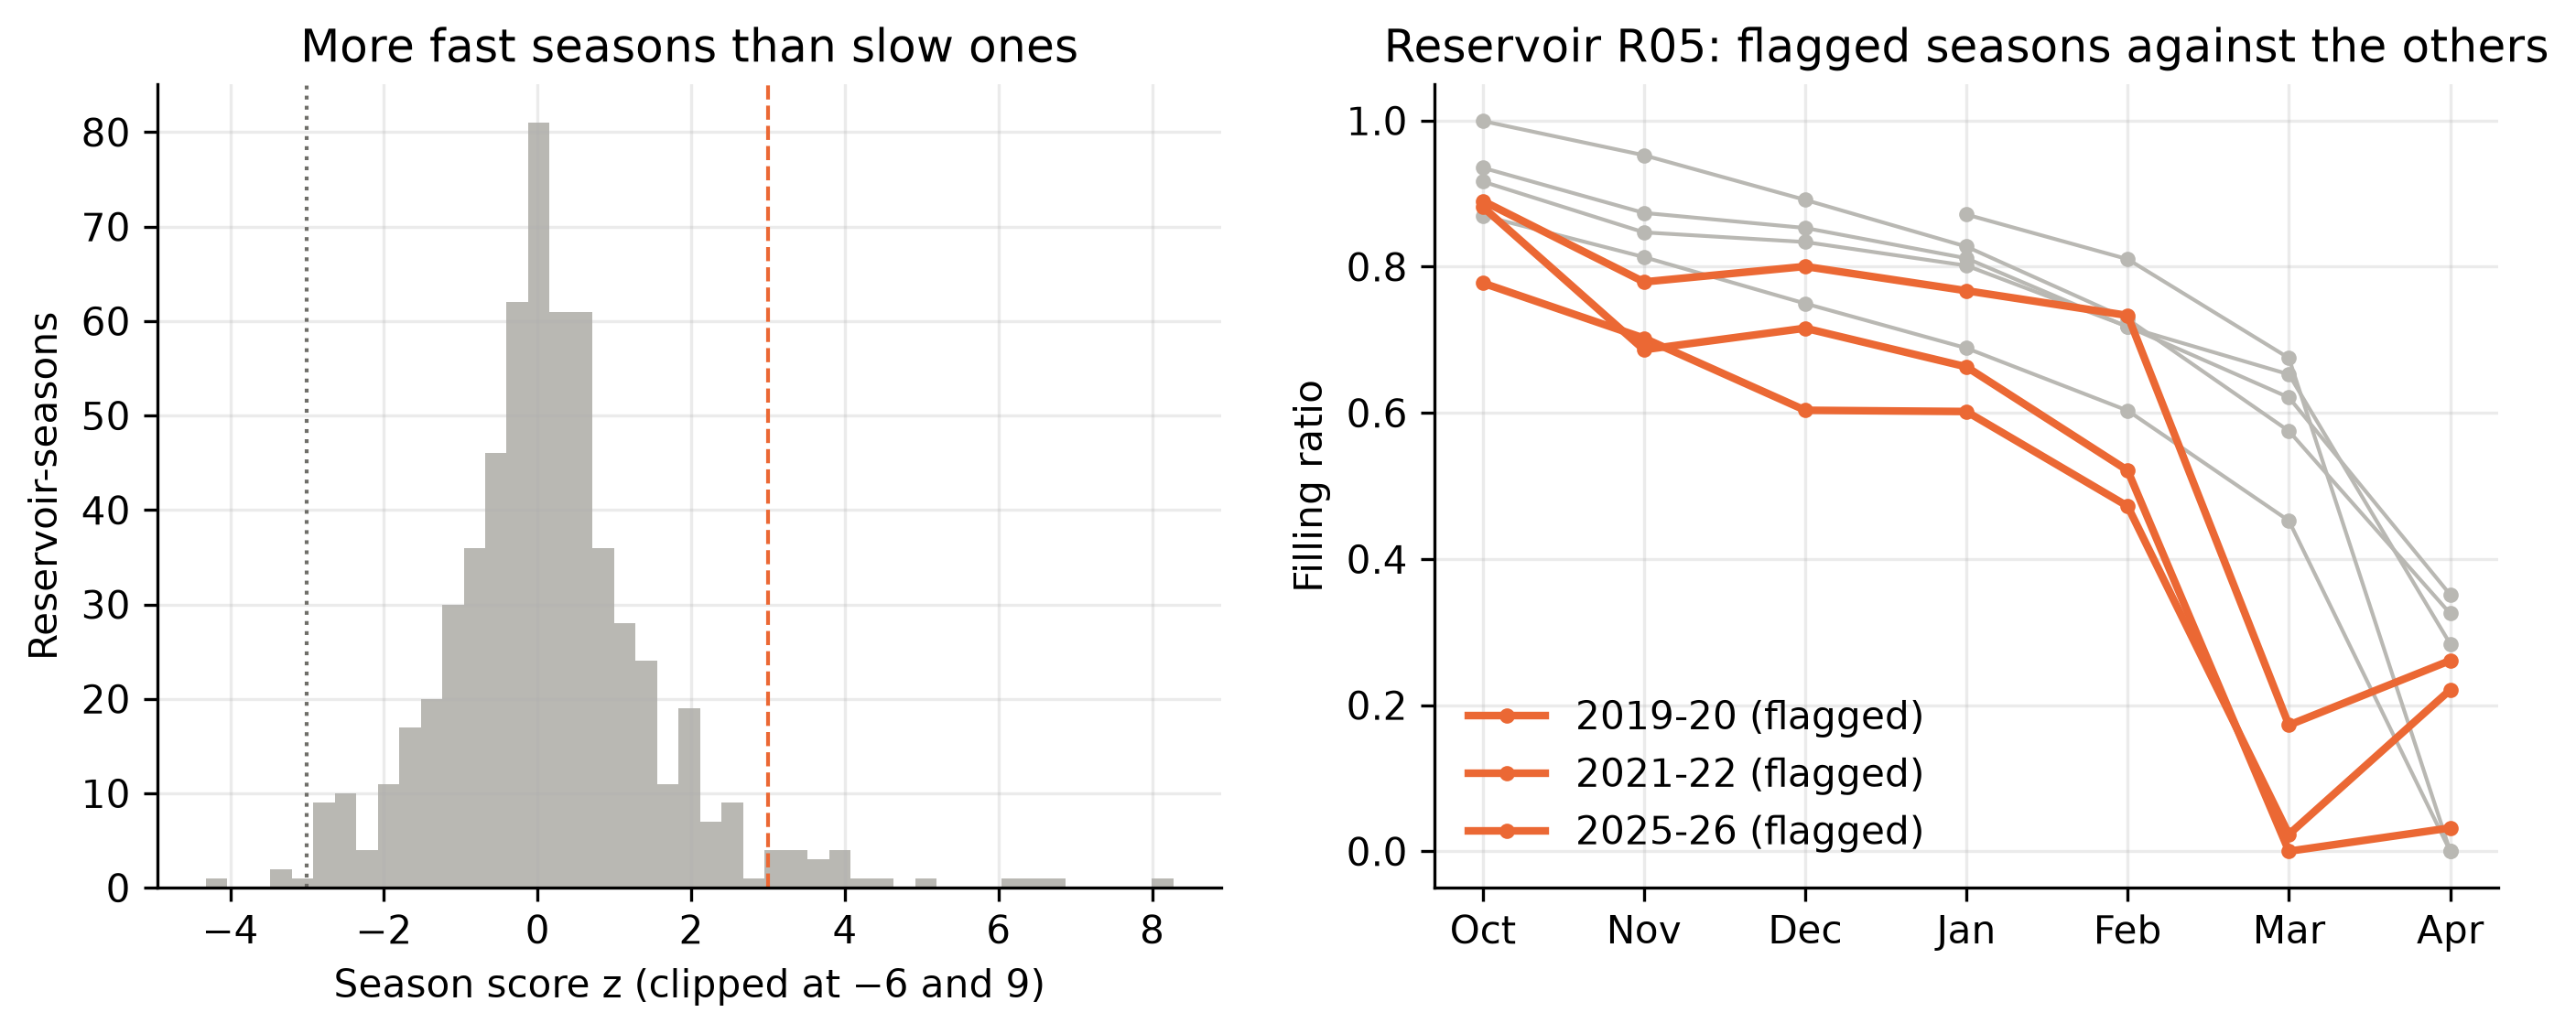 More fast seasons than slow ones
Reservoir-seasons
80
70
60
50
40
30
20
10
0
−4
−2
0
2
4
6
8
Season score z (clipped at −6 and 9)
Reservoir R05: flagged seasons against the others
Filling ratio
1.0
0.8
0.6
0.4
0.2
0.0
2019-20 (flagged)
2021-22 (flagged)
2025-26 (flagged)
Oct
Nov
Dec
Jan
Feb
Mar
Apr